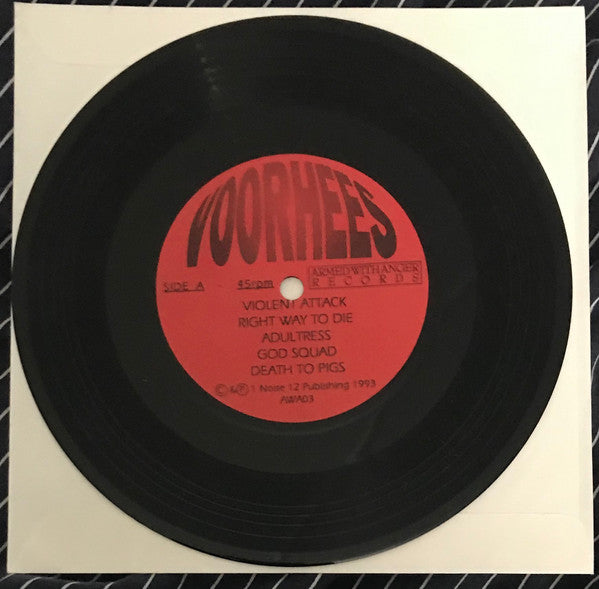 VOORHEES
SIDE A 45rpm ARMED WITH ANGER RECORDS
VIOLENT ATTACK
RIGHT WAY TO DIE
ADULTRESS
GOD SQUAD
DEATH TO PIGS
© & ℗ 1 Noise 12 Publishing 1993
AWA03